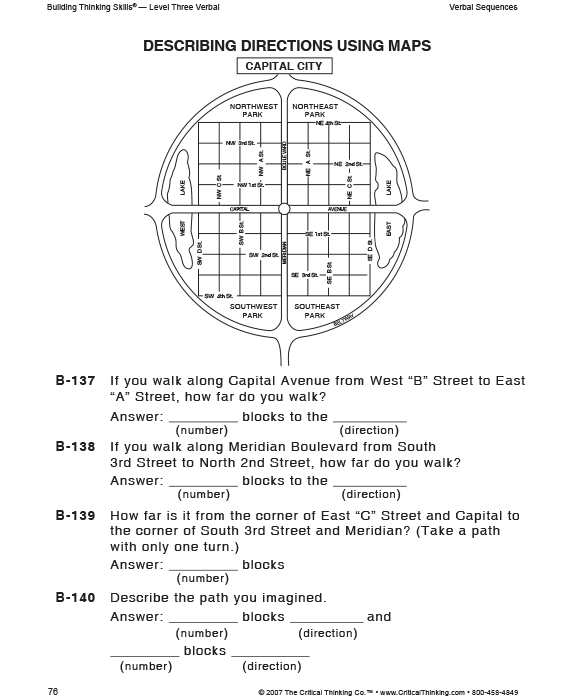 Building Thinking Skills® — Level Three Verbal
Verbal Sequences
DESCRIBING DIRECTIONS USING MAPS
CAPITAL CITY
NORTHWEST PARK
NORTHEAST PARK
NE 4th St.
NW 3rd St.
BOULEVARD
NW A St.
NE A St.
NE 2nd St.
LAKE
NW C St.
NW 1st St.
NE C St.
LAKE
CAPITAL
AVENUE
WEST
SW B St.
SE 1st St.
EAST
SW D St.
SW 2nd St.
MERIDIAN
SE D St.
SE 3rd St.
SE B St.
SW 4th St.
SOUTHWEST PARK
SOUTHEAST PARK
BELTWAY
B-137 If you walk along Capital Avenue from West “B” Street to East
“A” Street, how far do you walk?
Answer: _________ blocks to the __________
(number) (direction)
B-138 If you walk along Meridian Boulevard from South
3rd Street to North 2nd Street, how far do you walk?
Answer: _________ blocks to the __________
(number) (direction)
B-139 How far is it from the corner of East “C” Street and Capital to
the corner of South 3rd Street and Meridian? (Take a path
with only one turn.)
Answer: _________ blocks
(number)
B-140 Describe the path you imagined.
Answer: _________ blocks __________ and
(number) (direction)
_________ blocks __________
(number) (direction)
76
© 2007 The Critical Thinking Co.™ • www.CriticalThinking.com • 800-458-4849